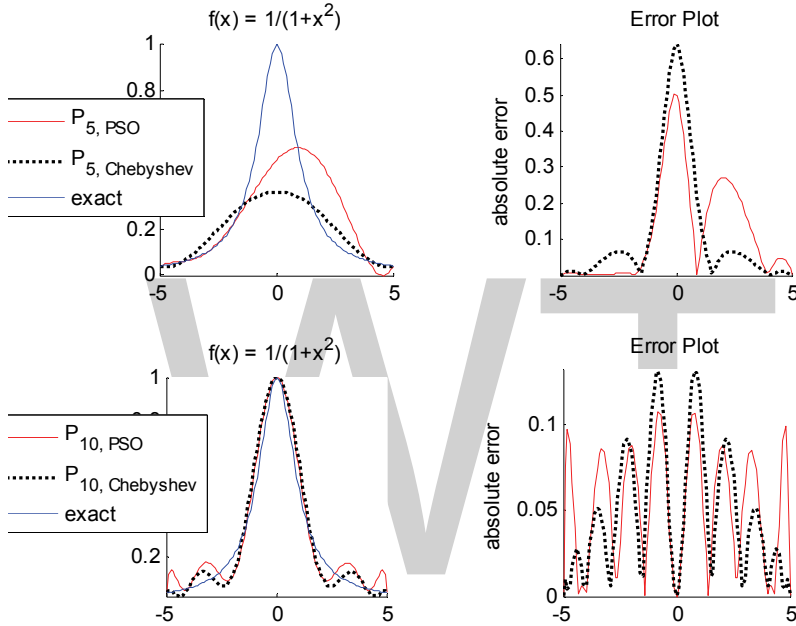 f(x) = 1/(1+x²)
1
0.8
0.2
0
-5
0
5
P5, PSO
P5, Chebyshev
exact
Error Plot
absolute error
0.6
0.5
0.4
0.3
0.2
0.1
-5
0
5
f(x) = 1/(1+x²)
1
0.2
-5
0
5
P10, PSO
P10, Chebyshev
exact
Error Plot
absolute error
0.1
0.05
0
-5
0
5